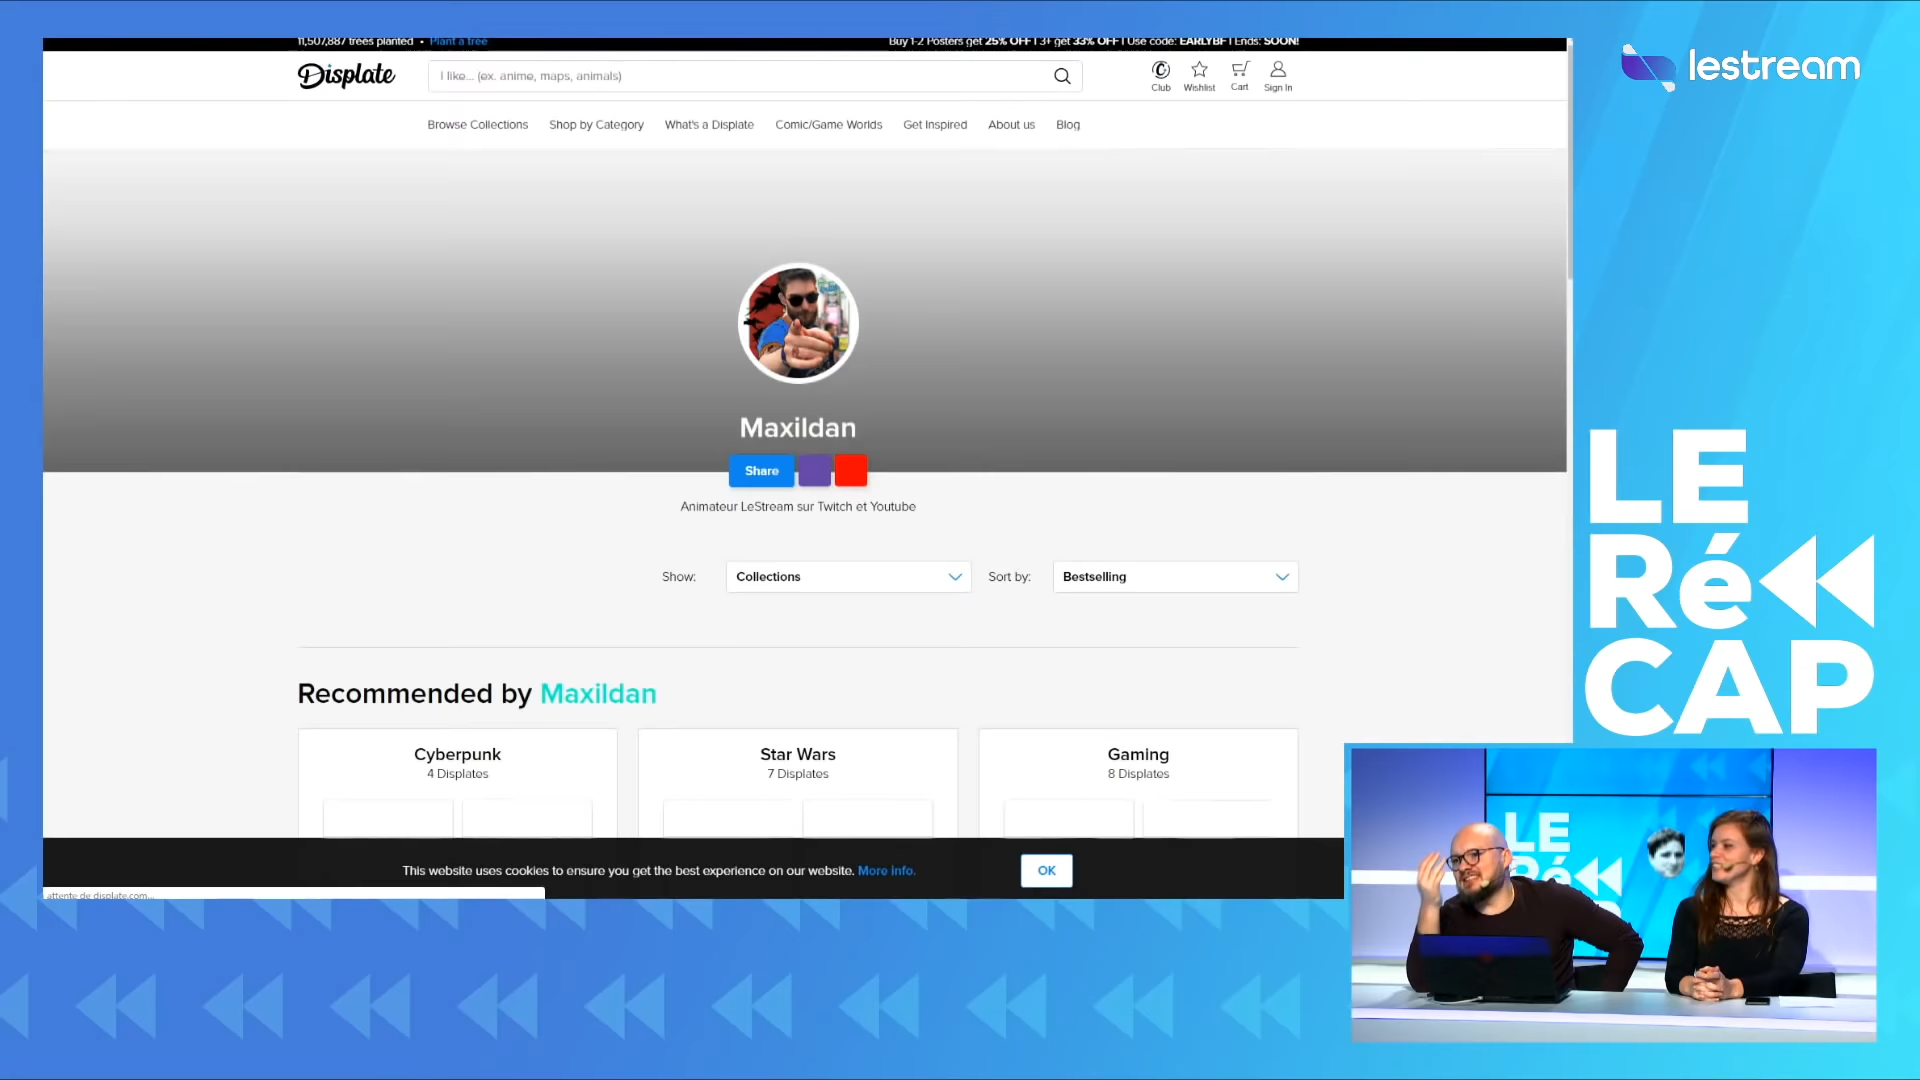 11,507,887 trees planted • Plant a tree
Buy 1-2 Posters get 25% OFF | 3+ get 33% OFF | Use code: EARLYBF | Ends: SOON!
lestream
Displate
I like... (ex. anime, maps, animals)
Club
Wishlist
Cart
Sign In
Browse Collections
Shop by Category
What's a Displate
Comic/Game Worlds
Get Inspired
About us
Blog
Maxildan
Share
Animateur LeStream sur Twitch et Youtube
Show:
Collections
Sort by:
Bestselling
LE
Ré
CAP
Recommended by Maxildan
Cyberpunk
4 Displates
Star Wars
7 Displates
Gaming
8 Displates
This website uses cookies to ensure you get the best experience on our website. More info.
OK
attente de displate.com...
LE
Ré